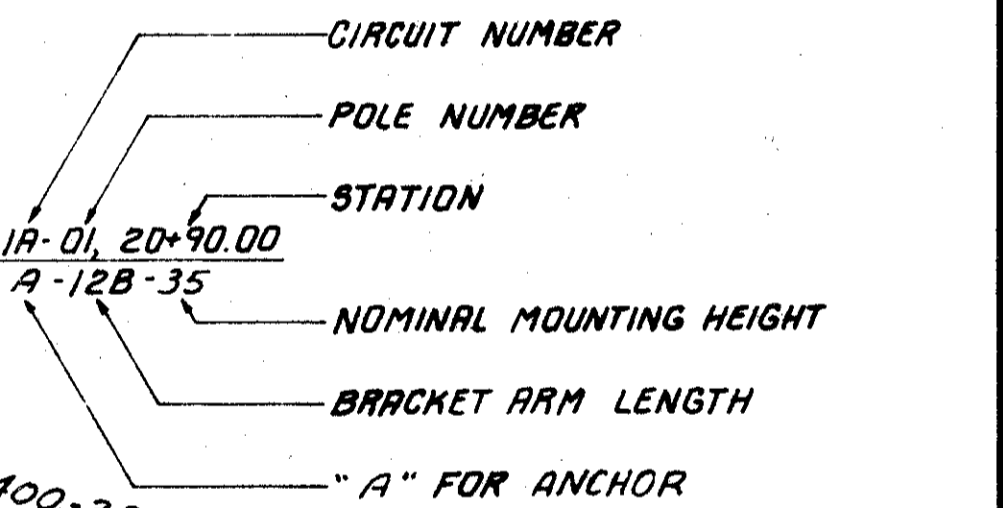 CIRCUIT NUMBER
POLE NUMBER
STATION
1A-01, 20+90.00
A-12B-35
NOMINAL MOUNTING HEIGHT
BRACKET ARM LENGTH
"A" FOR ANCHOR